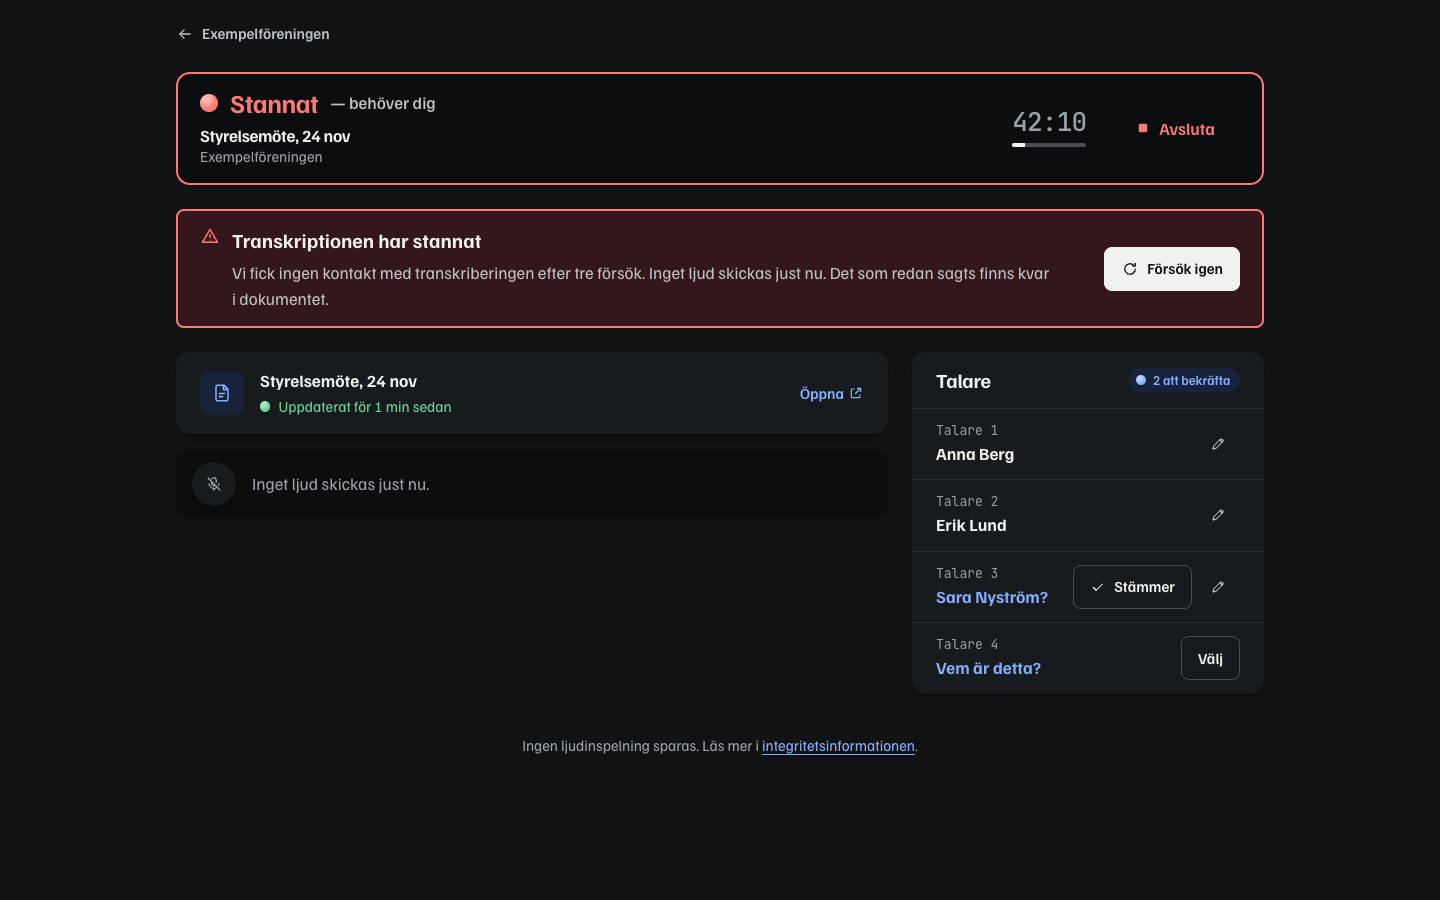 Exempelföreningen
Stannat — behöver dig
Styrelsemöte, 24 nov
Exempelföreningen
42:10
Avsluta
Transkriptionen har stannat
Vi fick ingen kontakt med transkriberingen efter tre försök. Inget ljud skickas just nu. Det som redan sagts finns kvar
i dokumentet.
Försök igen
Styrelsemöte, 24 nov
Uppdaterat för 1 min sedan
Öppna
Inget ljud skickas just nu.
Talare
2 att bekräfta
Talare 1
Anna Berg
Talare 2
Erik Lund
Talare 3
Sara Nyström?
Stämmer
Talare 4
Vem är detta?
Välj
Ingen ljudinspelning sparas. Läs mer i integritetsinformationen.